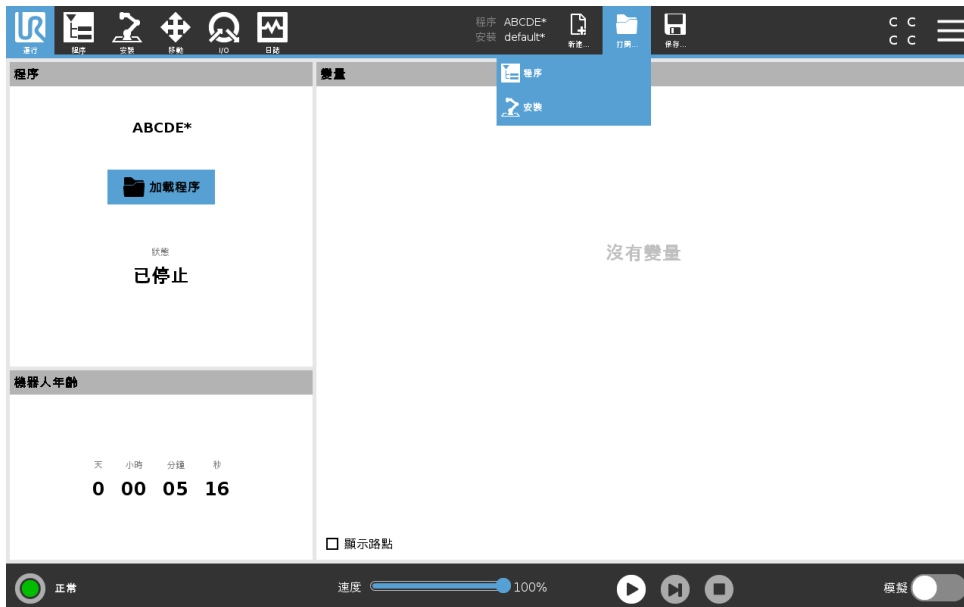 運行
程序
安裝
移動
I/O
日誌
程序 ABCDE*
安裝 default*
新建...
打開...
保存...
C C
C C
程序
安裝
程序
變量
ABCDE*
加載程序
狀態
已停止
沒有變量
機器人年齡
天 小時 分鐘 秒
0 00 05 16
顯示路點
正常
速度 100%
模擬